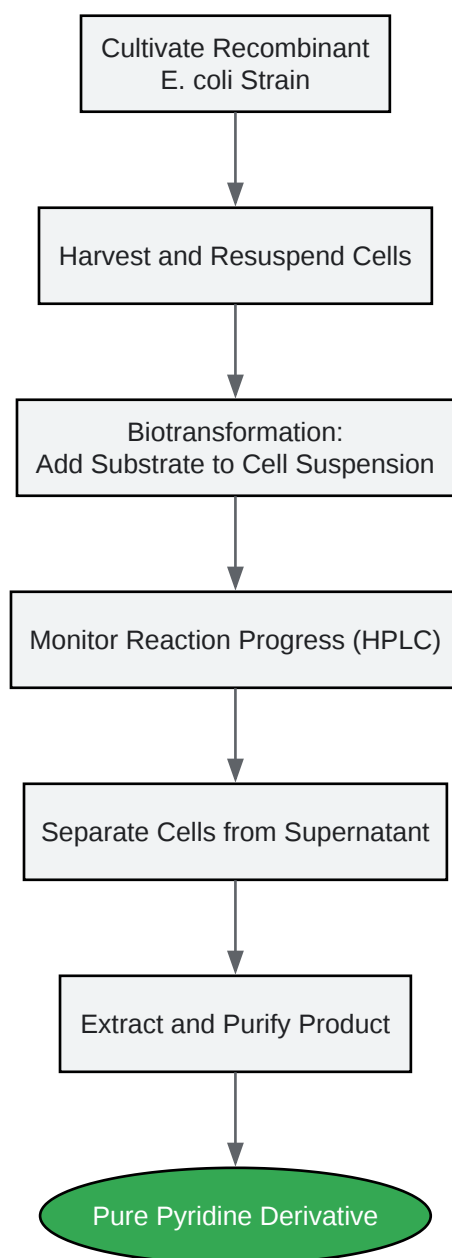 Cultivate Recombinant
E. coli Strain
Harvest and Resuspend Cells
Biotransformation:
Add Substrate to Cell Suspension
Monitor Reaction Progress (HPLC)
Separate Cells from Supernatant
Extract and Purify Product
Pure Pyridine Derivative